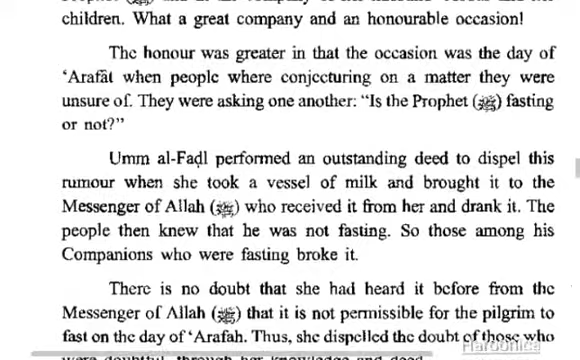 children. What a great company and an honourable occasion!
The honour was greater in that the occasion was the day of
‘Arafāt when people where conjecturing on a matter they were
unsure of. They were asking one another: “Is the Prophet (ﷺ) fasting
or not?”
Umm al-Faḍl performed an outstanding deed to dispel this
rumour when she took a vessel of milk and brought it to the
Messenger of Allah (ﷺ) who received it from her and drank it. The
people then knew that he was not fasting. So those among his
Companions who were fasting broke it.
There is no doubt that she had heard it before from the
Messenger of Allah (ﷺ) that it is not permissible for the pilgrim to
fast on the day of ‘Arafah. Thus, she dispelled the doubt of those who
were doubtful, through her knowledge and deed.